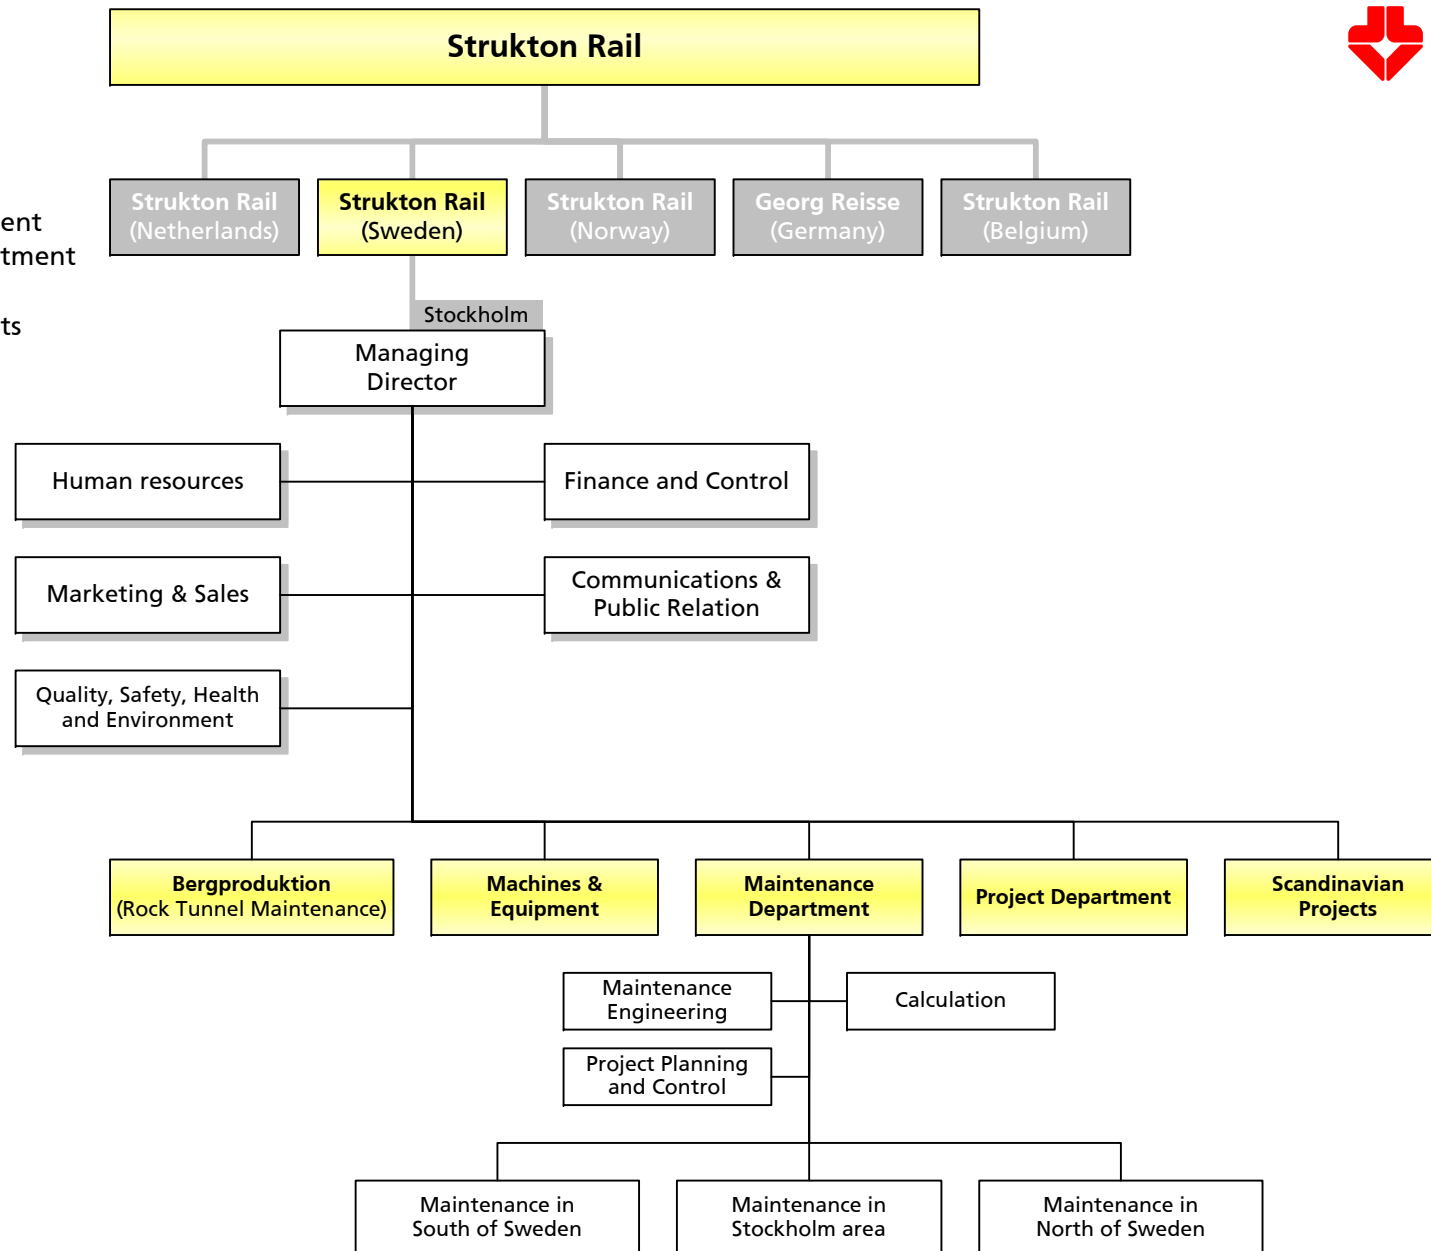 Strukton Rail
Strukton Rail
(Netherlands)
Strukton Rail
(Sweden)
Strukton Rail
(Norway)
Georg Reisse
(Germany)
Strukton Rail
(Belgium)
ent
tment
ts
Stockholm
Managing
Director
Human resources
Finance and Control
Marketing & Sales
Communications &
Public Relation
Quality, Safety, Health
and Environment
Bergproduktion
(Rock Tunnel Maintenance)
Machines &
Equipment
Maintenance
Department
Project Department
Scandinavian
Projects
Maintenance
Engineering
Calculation
Project Planning
and Control
Maintenance in
South of Sweden
Maintenance in
Stockholm area
Maintenance in
North of Sweden